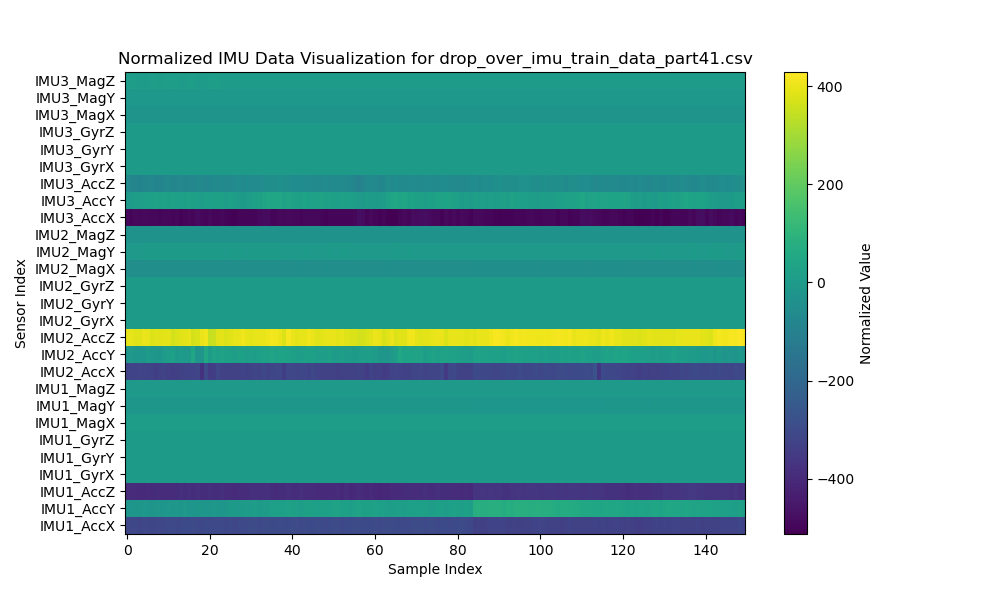 Normalized IMU Data Visualization for drop_over_imu_train_data_part41.csv
IMU3_MagZ
IMU3_MagY
IMU3_MagX
IMU3_GyrZ
IMU3_GyrY
IMU3_GyrX
IMU3_AccZ
IMU3_AccY
IMU3_AccX
IMU2_MagZ
IMU2_MagY
IMU2_MagX
IMU2_GyrZ
IMU2_GyrY
IMU2_GyrX
IMU2_AccZ
IMU2_AccY
IMU2_AccX
IMU1_MagZ
IMU1_MagY
IMU1_MagX
IMU1_GyrZ
IMU1_GyrY
IMU1_GyrX
IMU1_AccZ
IMU1_AccY
IMU1_AccX
Sensor Index
0 20 40 60 80 100 120 140
Sample Index
400
200
0
−200
−400
Normalized Value